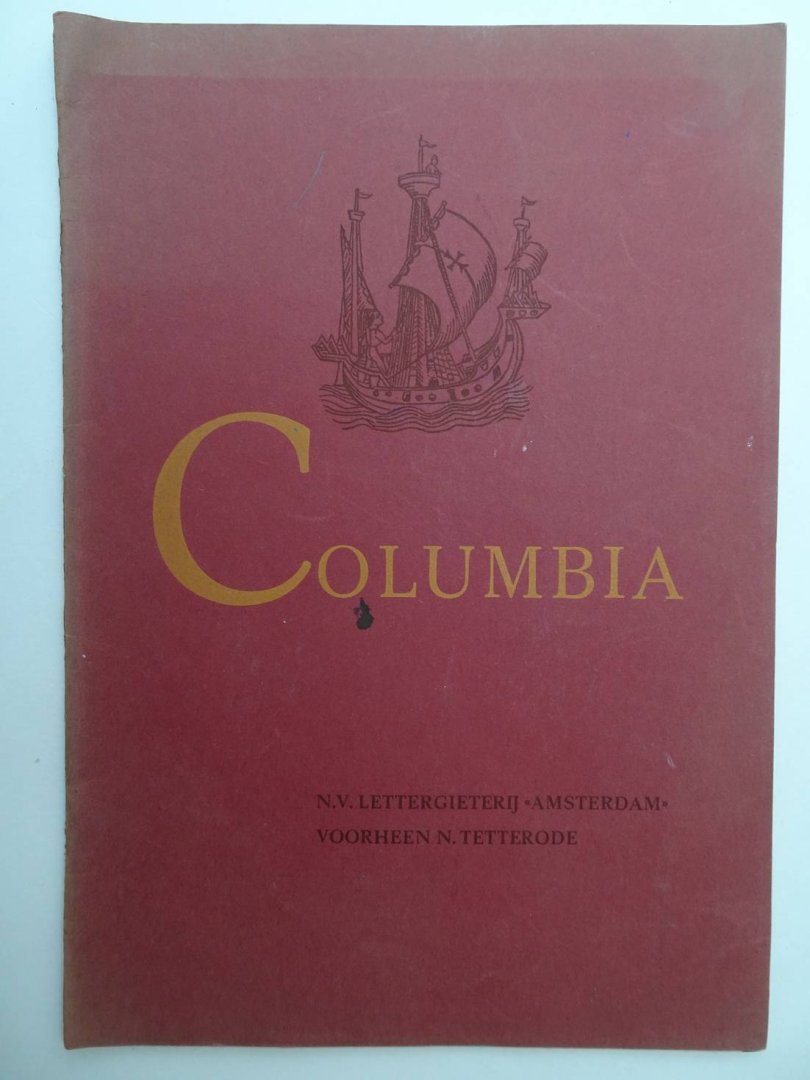 COLUMBIA
N.V. LETTERGIETERIJ «AMSTERDAM»
VOORHEEN N. TETTERODE